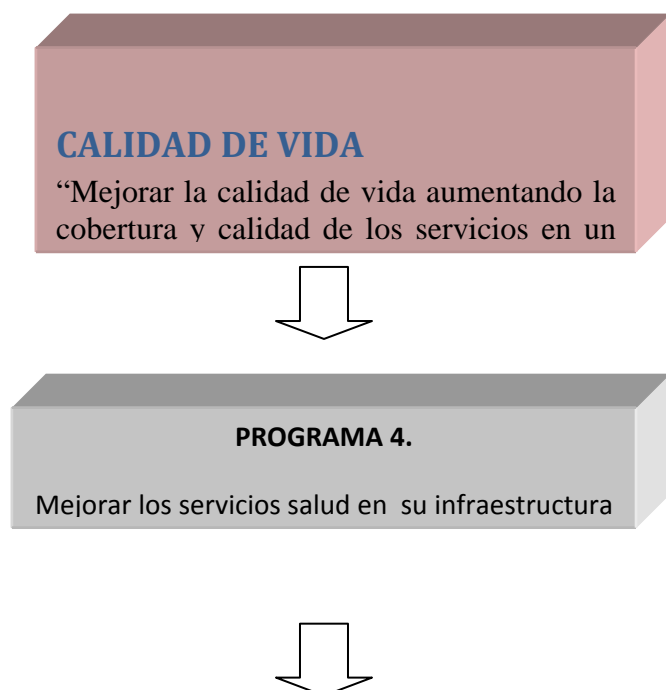 CALIDAD DE VIDA
“Mejorar la calidad de vida aumentando la
cobertura y calidad de los servicios en un
PROGRAMA 4.
Mejorar los servicios salud en su infraestructura